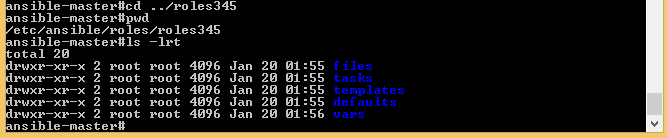 ansible-master#cd ../roles345
ansible-master#pwd
/etc/ansible/roles/roles345
ansible-master#ls -lrt
total 20
drwxr-xr-x 2 root root 4096 Jan 20 01:55 files
drwxr-xr-x 2 root root 4096 Jan 20 01:55 tasks
drwxr-xr-x 2 root root 4096 Jan 20 01:55 templates
drwxr-xr-x 2 root root 4096 Jan 20 01:55 defaults
drwxr-xr-x 2 root root 4096 Jan 20 01:56 vars
ansible-master#